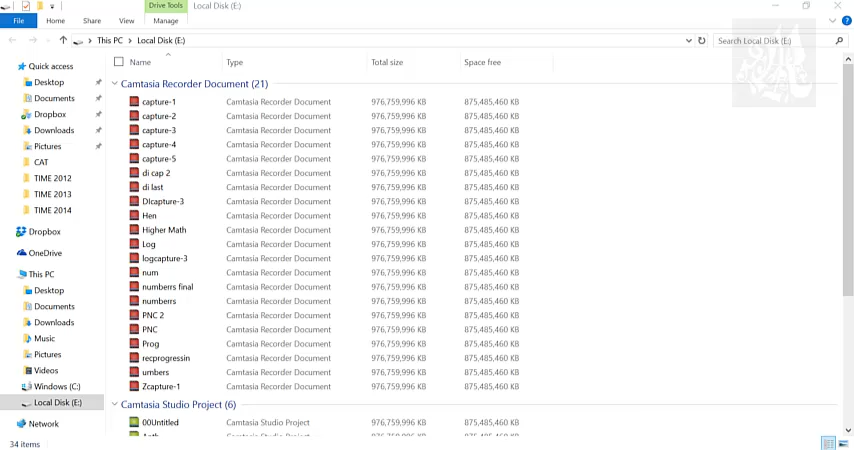 Drive Tools Local Disk (E:)
File Home Share View Manage
This PC Local Disk (E:) Search Local Disk (E:)
Name Type Total size Space free
Quick access
Desktop
Documents
Dropbox
Downloads
Pictures
CAT
TIME 2012
TIME 2013
TIME 2014
Dropbox
OneDrive
This PC
Desktop
Documents
Downloads
Music
Pictures
Videos
Windows (C:)
Local Disk (E:)
Network
Camtasia Recorder Document (21)
capture-1 Camtasia Recorder Document 976,759,996 KB 875,485,460 KB
capture-2 Camtasia Recorder Document 976,759,996 KB 875,485,460 KB
capture-3 Camtasia Recorder Document 976,759,996 KB 875,485,460 KB
capture-4 Camtasia Recorder Document 976,759,996 KB 875,485,460 KB
capture-5 Camtasia Recorder Document 976,759,996 KB 875,485,460 KB
di cap 2 Camtasia Recorder Document 976,759,996 KB 875,485,460 KB
di last Camtasia Recorder Document 976,759,996 KB 875,485,460 KB
DIcapture-3 Camtasia Recorder Document 976,759,996 KB 875,485,460 KB
Hen Camtasia Recorder Document 976,759,996 KB 875,485,460 KB
Higher Math Camtasia Recorder Document 976,759,996 KB 875,485,460 KB
Log Camtasia Recorder Document 976,759,996 KB 875,485,460 KB
logcapture-3 Camtasia Recorder Document 976,759,996 KB 875,485,460 KB
num Camtasia Recorder Document 976,759,996 KB 875,485,460 KB
numberrs final Camtasia Recorder Document 976,759,996 KB 875,485,460 KB
numberrs Camtasia Recorder Document 976,759,996 KB 875,485,460 KB
PNC 2 Camtasia Recorder Document 976,759,996 KB 875,485,460 KB
PNC Camtasia Recorder Document 976,759,996 KB 875,485,460 KB
Prog Camtasia Recorder Document 976,759,996 KB 875,485,460 KB
recprogressin Camtasia Recorder Document 976,759,996 KB 875,485,460 KB
umbers Camtasia Recorder Document 976,759,996 KB 875,485,460 KB
Zcapture-1 Camtasia Recorder Document 976,759,996 KB 875,485,460 KB
Camtasia Studio Project (6)
00Untitled Camtasia Studio Project 976,759,996 KB 875,485,460 KB
34 items